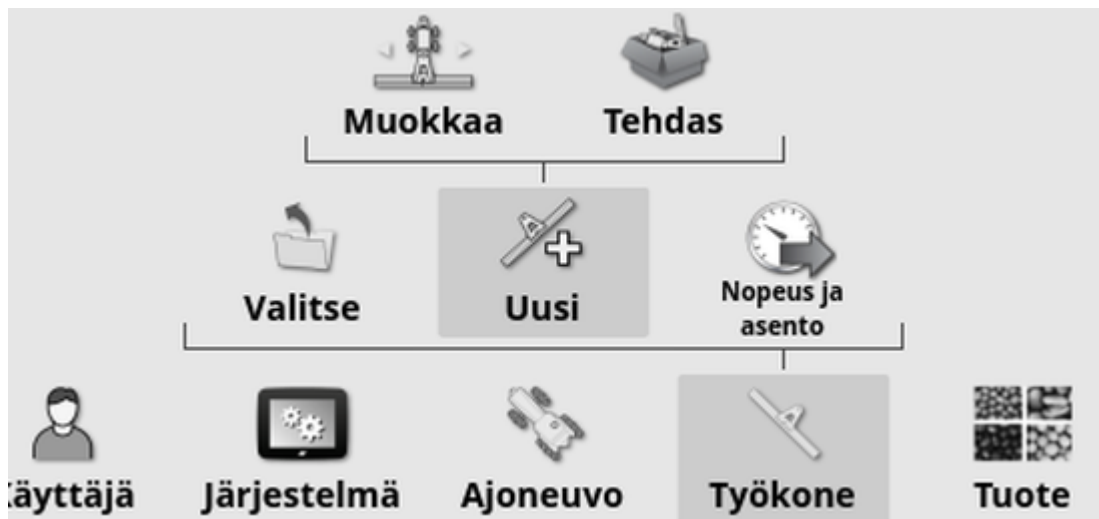 Muokkaa Tehdas
Valitse Uusi Nopeus ja
asento
äyttäjä Järjestelmä Ajoneuvo Työkone Tuote